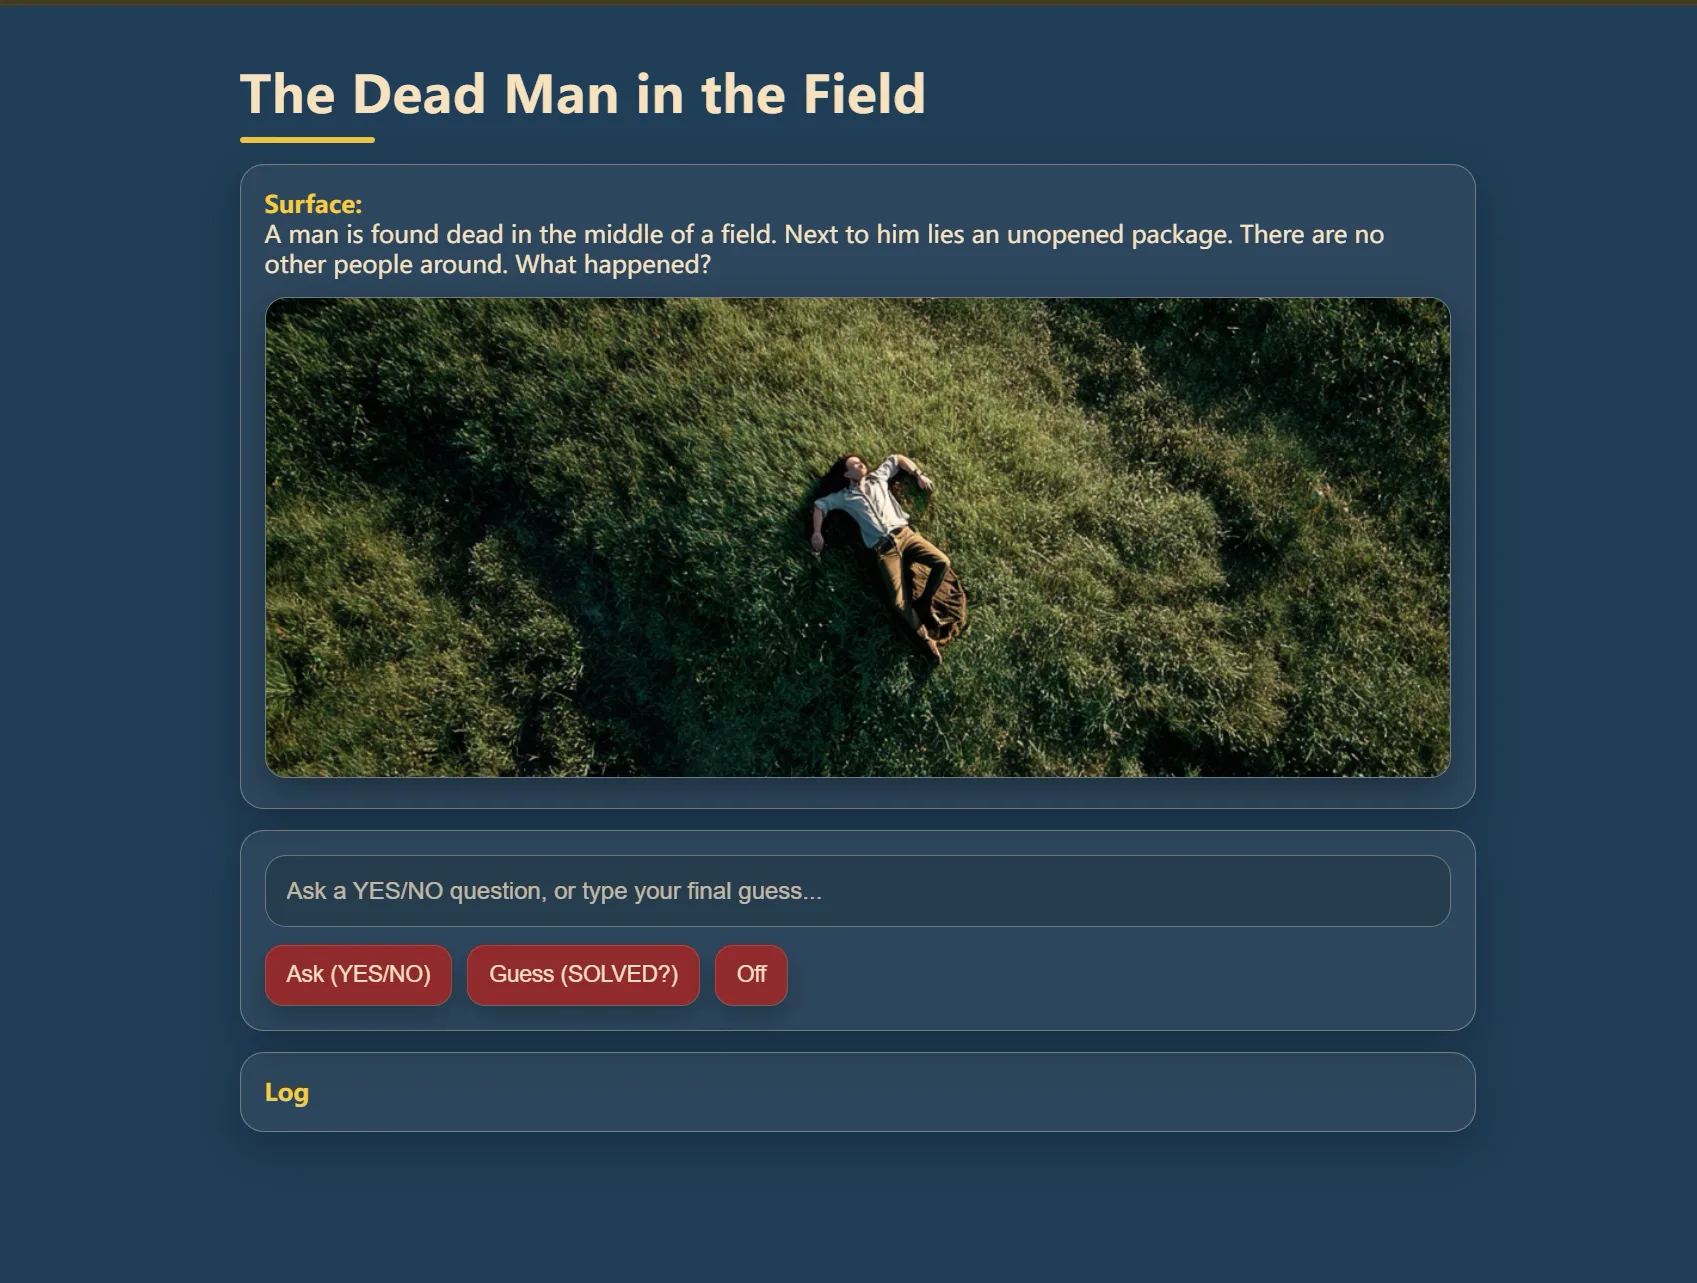 The Dead Man in the Field
Surface:
A man is found dead in the middle of a field. Next to him lies an unopened package. There are no
other people around. What happened?
Ask a YES/NO question, or type your final guess...
Ask (YES/NO)
Guess (SOLVED?)
Off
Log